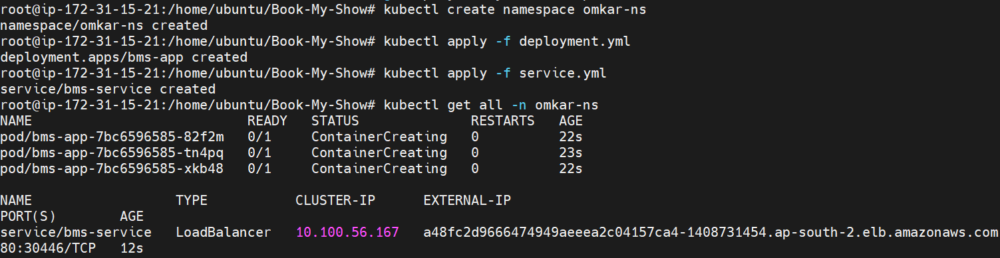 root@ip-172-31-15-21:/home/ubuntu/Book-My-Show# kubectl create namespace omkar-ns
namespace/omkar-ns created
root@ip-172-31-15-21:/home/ubuntu/Book-My-Show# kubectl apply -f deployment.yml
deployment.apps/bms-app created
root@ip-172-31-15-21:/home/ubuntu/Book-My-Show# kubectl apply -f service.yml
service/bms-service created
root@ip-172-31-15-21:/home/ubuntu/Book-My-Show# kubectl get all -n omkar-ns
NAME                           READY   STATUS              RESTARTS   AGE
pod/bms-app-7bc6596585-82f2m   0/1     ContainerCreating   0          22s
pod/bms-app-7bc6596585-tn4pq   0/1     ContainerCreating   0          23s
pod/bms-app-7bc6596585-xkb48   0/1     ContainerCreating   0          22s

NAME                  TYPE           CLUSTER-IP      EXTERNAL-IP
PORT(S)        AGE
service/bms-service   LoadBalancer   10.100.56.167   a48fc2d9666474949aeeea2c04157ca4-1408731454.ap-south-2.elb.amazonaws.com
80:30446/TCP   12s